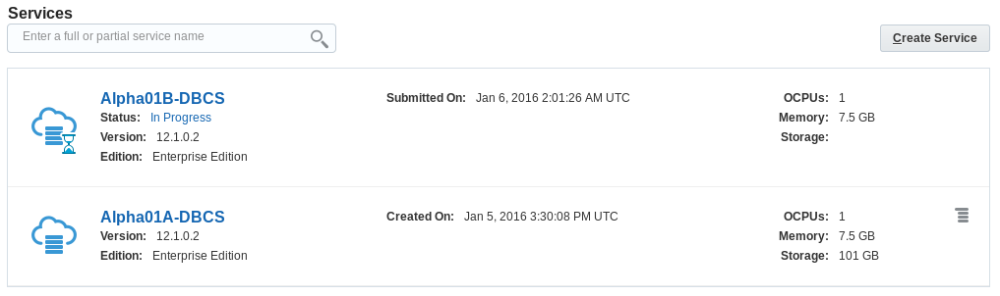 Services
Enter a full or partial service name
Create Service
Alpha01B-DBCS
Status: In Progress
Version: 12.1.0.2
Edition: Enterprise Edition
Submitted On: Jan 6, 2016 2:01:26 AM UTC
OCPUs: 1
Memory: 7.5 GB
Storage:
Alpha01A-DBCS
Version: 12.1.0.2
Edition: Enterprise Edition
Created On: Jan 5, 2016 3:30:08 PM UTC
OCPUs: 1
Memory: 7.5 GB
Storage: 101 GB